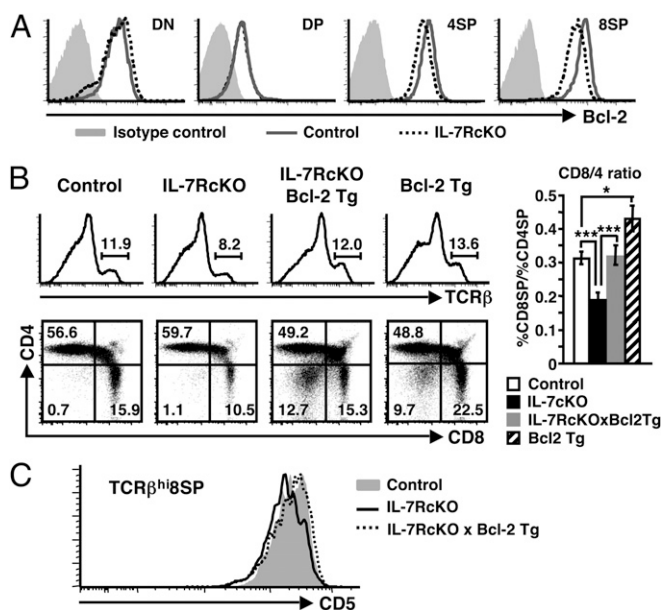 A
DN
DP
4SP
8SP
Bcl-2
Isotype control
Control
IL-7RcKO
B
Control
IL-7RcKO
IL-7RcKO
Bcl-2 Tg
Bcl-2 Tg
11.9
8.2
12.0
13.6
TCRβ
CD4
56.6
0.7
15.9
59.7
1.1
10.5
49.2
12.7
15.3
48.8
9.7
22.5
CD8
CD8/4 ratio
%CD8SP/%CD4SP
0.5
0.4
0.3
0.2
0.1
0
*
***
***
Control
IL-7cKO
IL-7RcKOxBcl2Tg
Bcl2 Tg
C
TCRβhi8SP
Control
IL-7RcKO
IL-7RcKO x Bcl-2 Tg
CD5